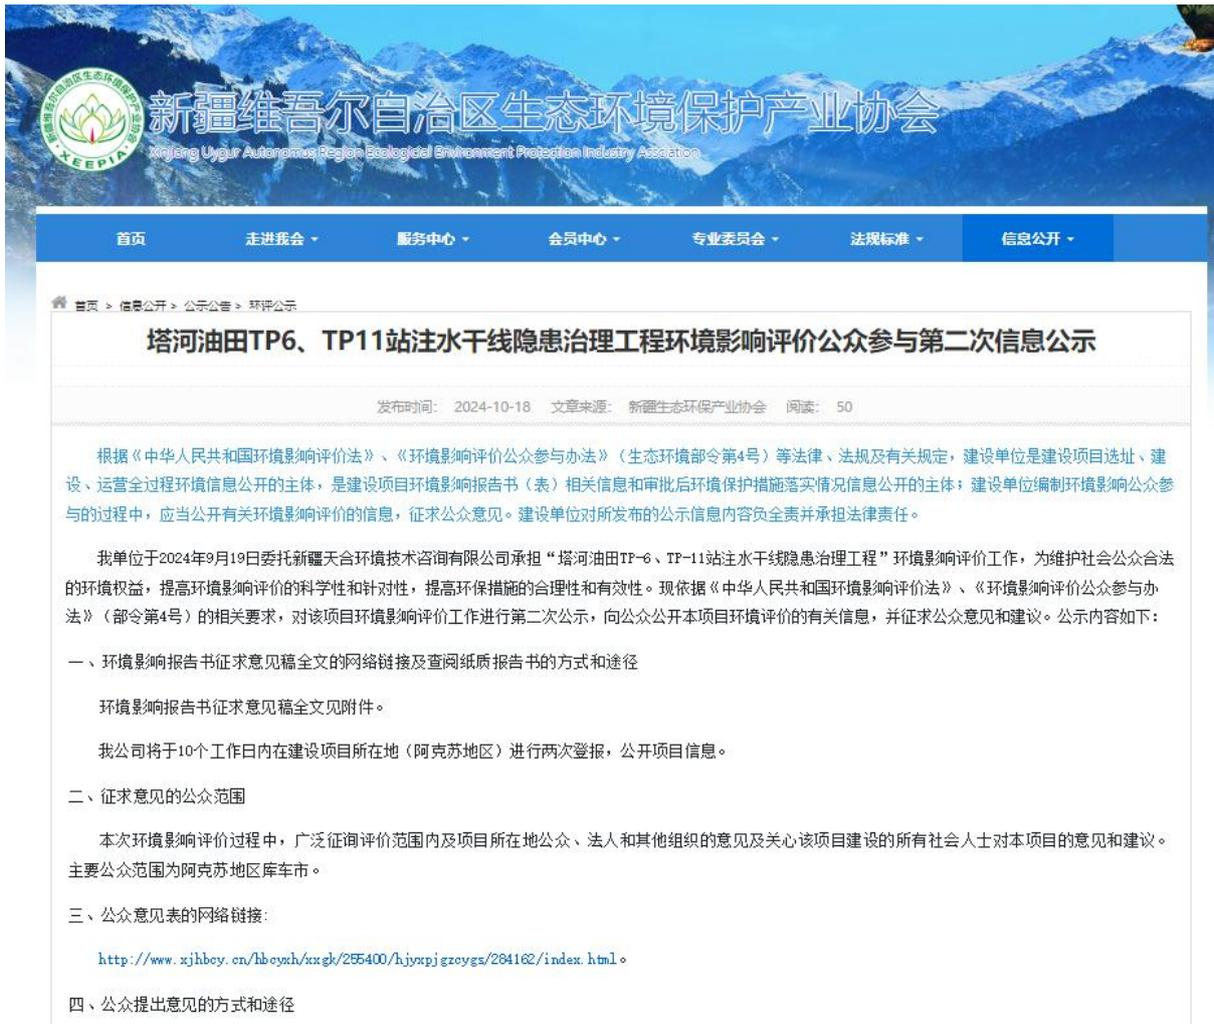 新疆维吾尔自治区生态环境保护产业协会
XEEPIA
新疆维吾尔自治区生态环境保护产业协会
Xinjiang Uygur Autonomous Region Ecological Environment Protection Industry Association
首页 走进我会 服务中心 会员中心 专业委员会 法规标准 信息公开
首页 > 信息公开 > 公示公告 > 环评公示
塔河油田TP6、TP11站注水干线隐患治理工程环境影响评价公众参与第二次信息公示
发布时间： 2024-10-18 文章来源： 新疆生态环保产业协会 阅读： 50
根据《中华人民共和国环境影响评价法》、《环境影响评价公众参与办法》（生态环境部令第4号）等法律、法规及有关规定，建设单位是建设项目选址、建
设、运营全过程环境信息公开的主体，是建设项目环境影响报告书（表）相关信息和审批后环境保护措施落实情况信息公开的主体；建设单位编制环境影响公众参
与的过程中，应当公开有关环境影响评价的信息，征求公众意见。建设单位对所发布的公示信息内容负全责并承担法律责任。
我单位于2024年9月19日委托新疆天合环境技术咨询有限公司承担“塔河油田TP-6、TP-11站注水干线隐患治理工程”环境影响评价工作，为维护社会公众合法
的环境权益，提高环境影响评价的科学性和针对性，提高环保措施的合理性和有效性。现依据《中华人民共和国环境影响评价法》、《环境影响评价公众参与办
法》（部令第4号）的相关要求，对该项目环境影响评价工作进行第二次公示，向公众公开本项目环境评价的有关信息，并征求公众意见和建议。公示内容如下：
一、环境影响报告书征求意见稿全文的网络链接及查阅纸质报告书的方式和途径
环境影响报告书征求意见稿全文见附件。
我公司将于10个工作日内在建设项目所在地（阿克苏地区）进行两次登报，公开项目信息。
二、征求意见的公众范围
本次环境影响评价过程中，广泛征询评价范围内及项目所在地公众、法人和其他组织的意见及关心该项目建设的所有社会人士对本项目的意见和建议。
主要公众范围为阿克苏地区库车市。
三、公众意见表的网络链接:
http://www.xjhbcy.cn/hbcyxh/xxgk/255400/hjyxpjgzcygs/284162/index.html。
四、公众提出意见的方式和途径